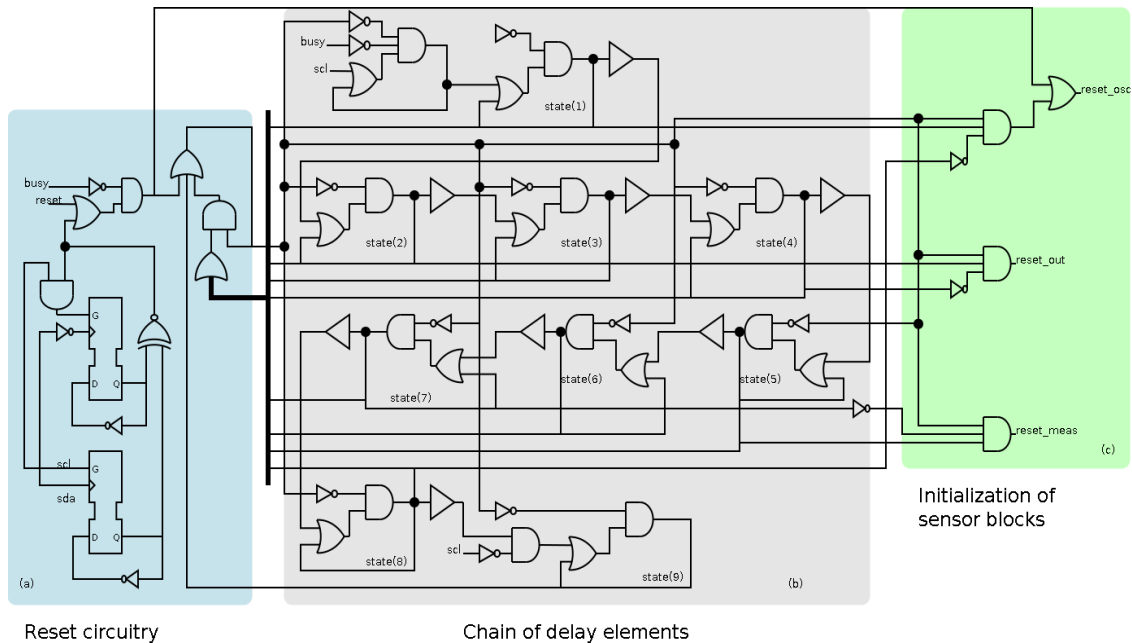 busy
scl
state(1)
reset_osc
busy
reset
state(2)
state(3)
state(4)
reset_out
G
D
Q
state(7)
state(6)
state(5)
reset_meas
(c)
scl
G
sda
D
Q
scl
state(8)
state(9)
(a)
(b)
Initialization of
sensor blocks
Reset circuitry
Chain of delay elements